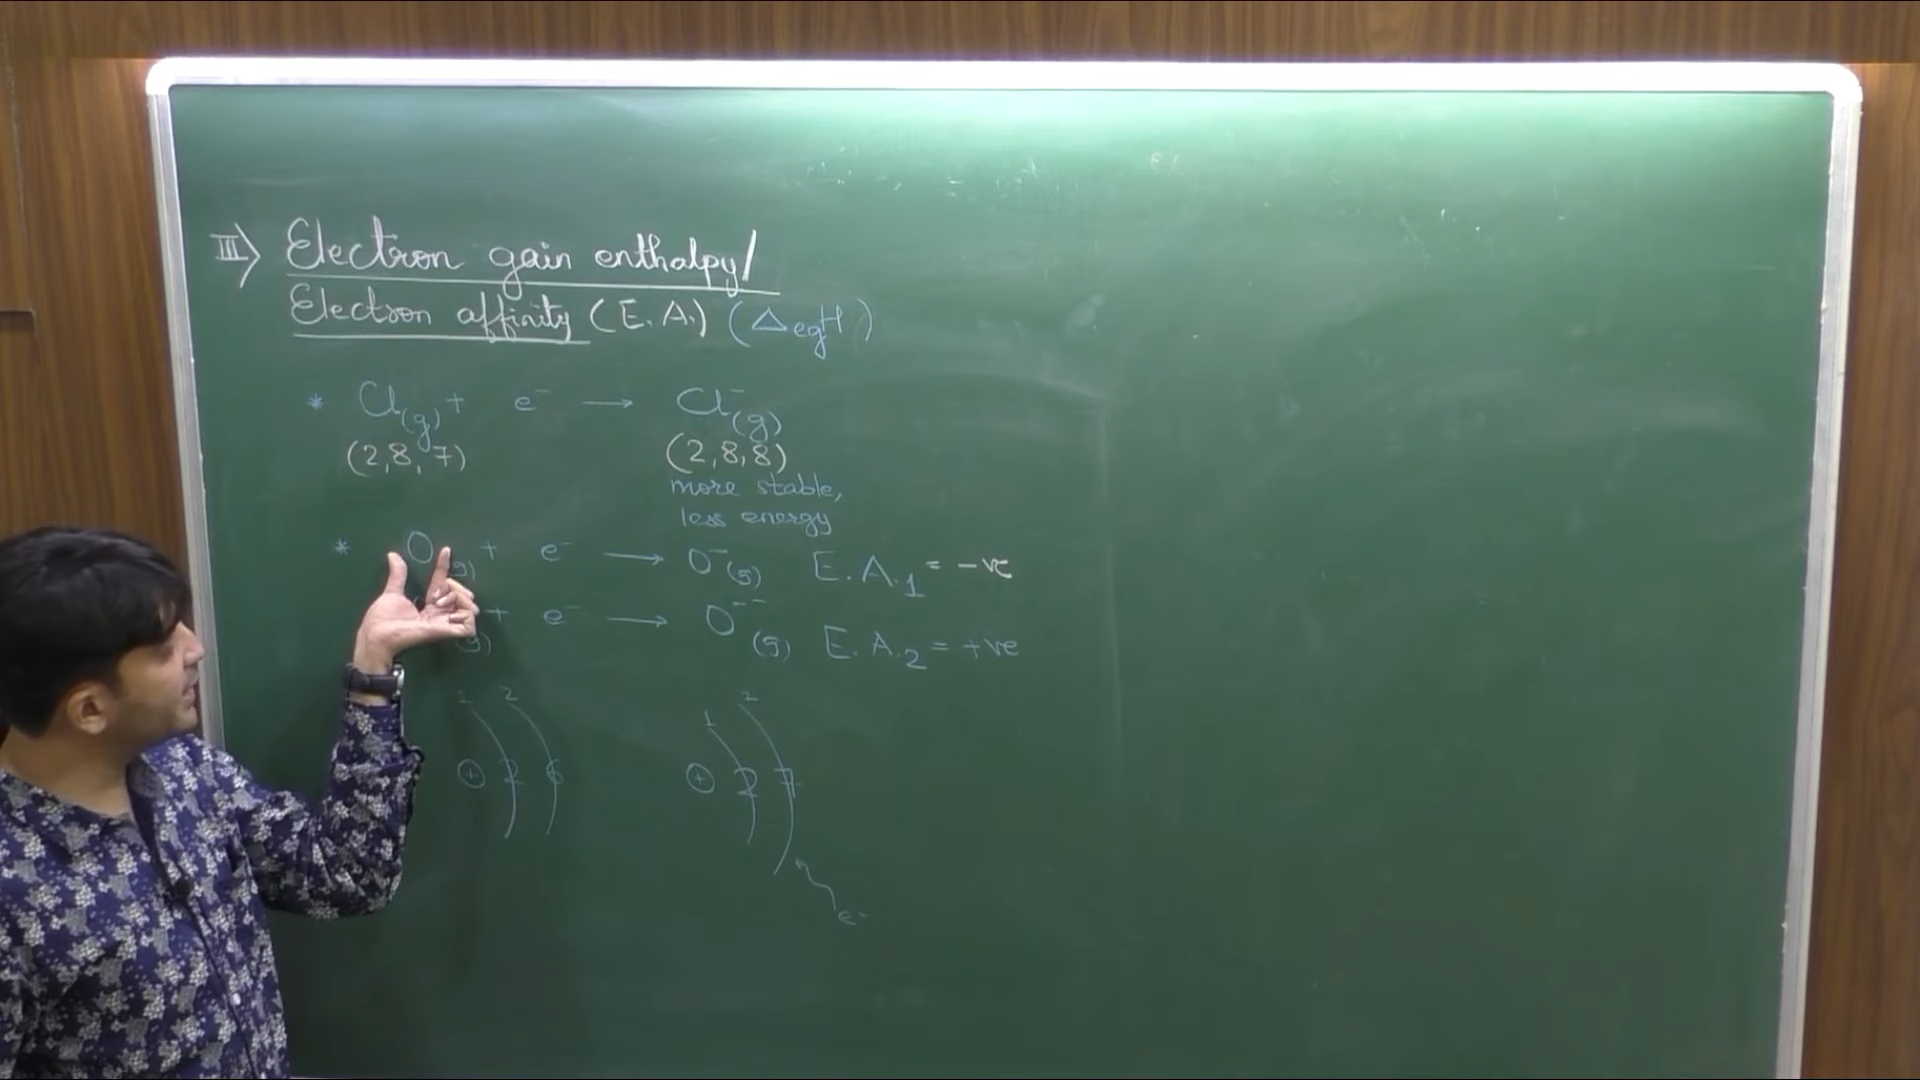 III) Electron gain enthalpy/
Electron affinity (E.A.) (ΔegH)
* Cl(g) + e⁻ → Cl⁻(g)
(2,8,7) (2,8,8)
more stable,
less energy
* O(g) + e⁻ → O⁻(g) E.A.₁ = -ve
g) + e⁻ → O⁻⁻(g) E.A.₂ = +ve
1 2 1 2
⊕ 2 6 ⊕ 2 7
e⁻